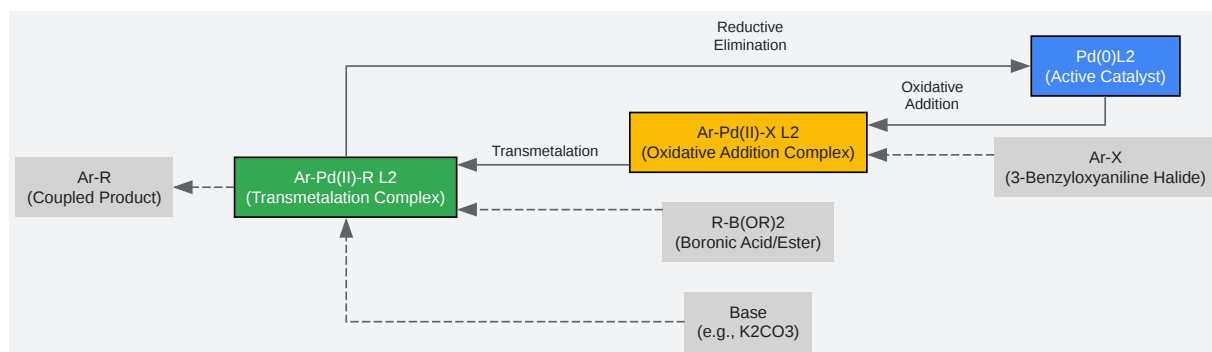 Reductive
Elimination
Pd(0)L2
(Active Catalyst)
Oxidative
Addition
Ar-Pd(II)-X L2
(Oxidative Addition Complex)
Transmetalation
Ar-X
(3-Benzyloxyaniline Halide)
Ar-R
(Coupled Product)
Ar-Pd(II)-R L2
(Transmetalation Complex)
R-B(OR)2
(Boronic Acid/Ester)
Base
(e.g., K2CO3)